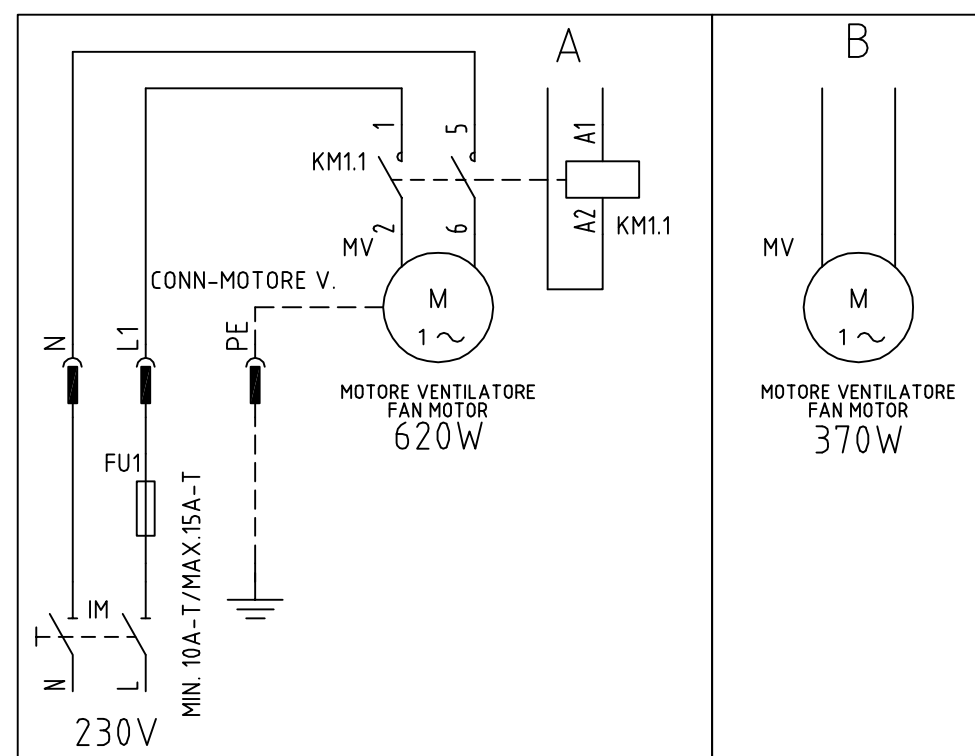 A
B
1
5
A1
KM1.1
2
6
A2
KM1.1
MV
MV
CONN-MOTORE V.
M
1~
M
1~
N
L1
PE
MOTORE VENTILATORE
FAN MOTOR
620W
MOTORE VENTILATORE
FAN MOTOR
370W
FU1
MIN. 10A-T/MAX.15A-T
IM
N
L
230V